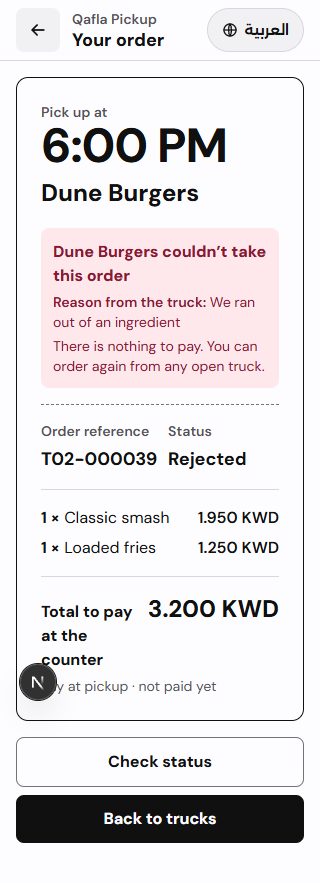 Qafla Pickup
Your order
العربية
Pick up at
6:00 PM
Dune Burgers
Dune Burgers couldn’t take
this order
Reason from the truck: We ran
out of an ingredient
There is nothing to pay. You can
order again from any open truck.
Order reference Status
T02-000039 Rejected
1 × Classic smash 1.950 KWD
1 × Loaded fries 1.250 KWD
Total to pay 3.200 KWD
at the
counter
N
at pickup · not paid yet
Check status
Back to trucks